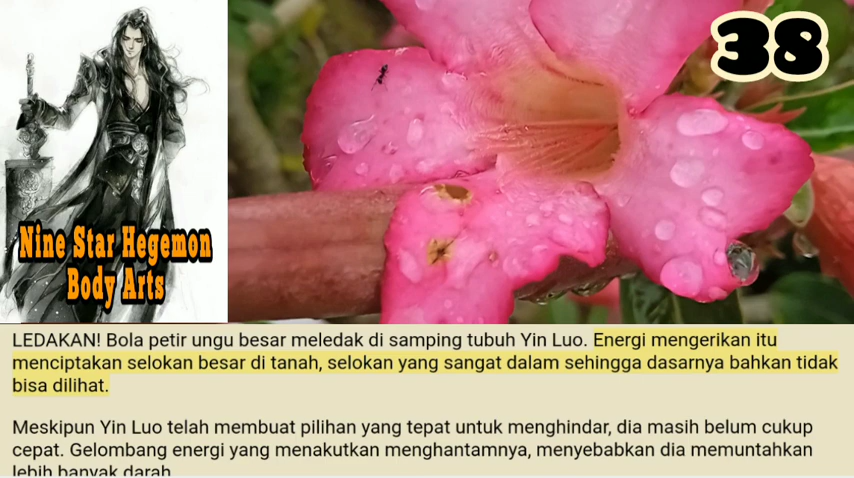 38
Nine Star Hegemon
Body Arts
LEDAKAN! Bola petir ungu besar meledak di samping tubuh Yin Luo. Energi mengerikan itu
menciptakan selokan besar di tanah, selokan yang sangat dalam sehingga dasarnya bahkan tidak
bisa dilihat.
Meskipun Yin Luo telah membuat pilihan yang tepat untuk menghindar, dia masih belum cukup
cepat. Gelombang energi yang menakutkan menghantamnya, menyebabkan dia memuntahkan
lebih banyak darah